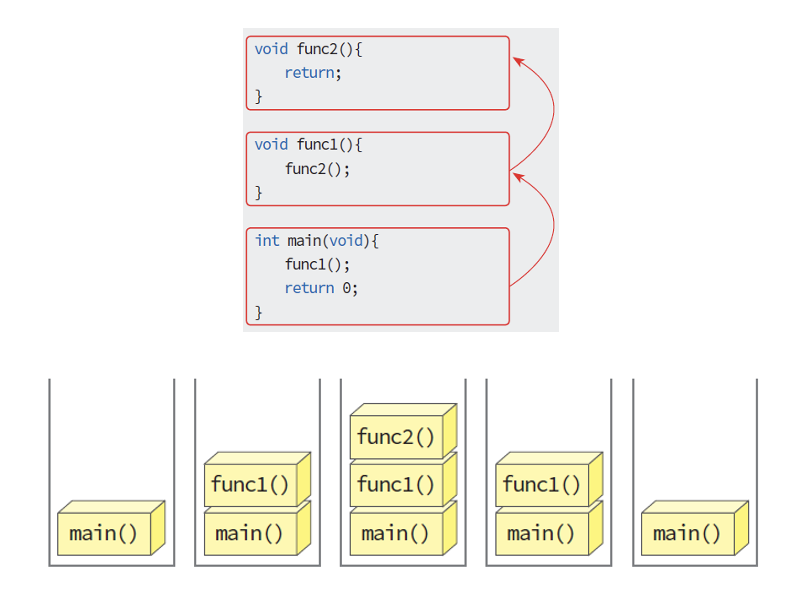 void func2(){
return;
}
void func1(){
func2();
}
int main(void){
func1();
return 0;
}
main()
func1()
main()
func2()
func1()
main()
func1()
main()
main()